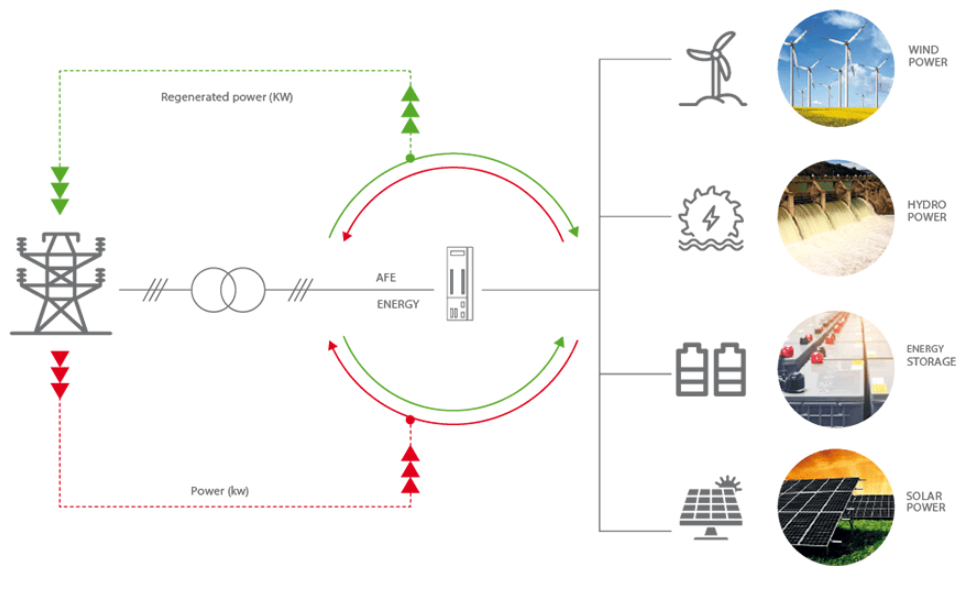 Regenerated power (KW)
AFE
ENERGY
Power (kw)
WIND
POWER
HYDRO
POWER
ENERGY
STORAGE
SOLAR
POWER